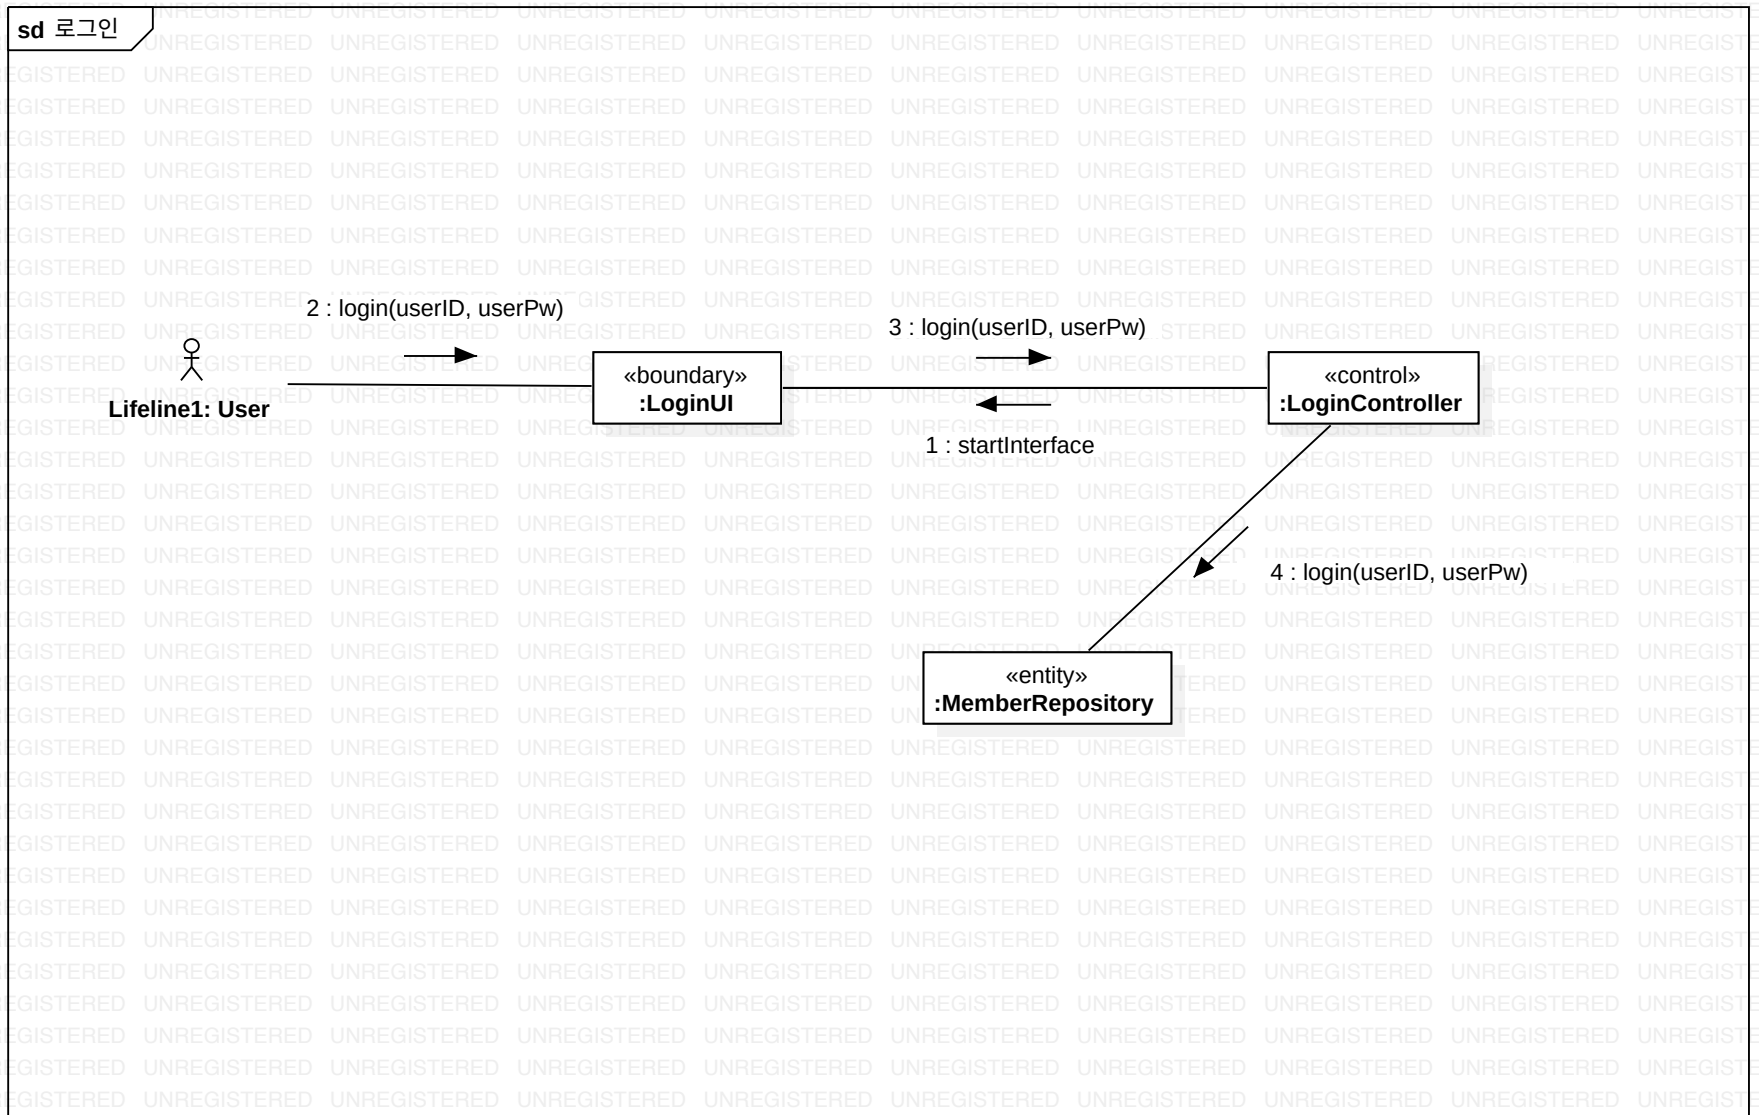 sd 로그인
2 : login(userID, userPw)
3 : login(userID, userPw)
Lifeline1: User
«boundary»
:LoginUI
«control»
:LoginController
1 : startInterface
4 : login(userID, userPw)
«entity»
:MemberRepository
UNREGISTERED